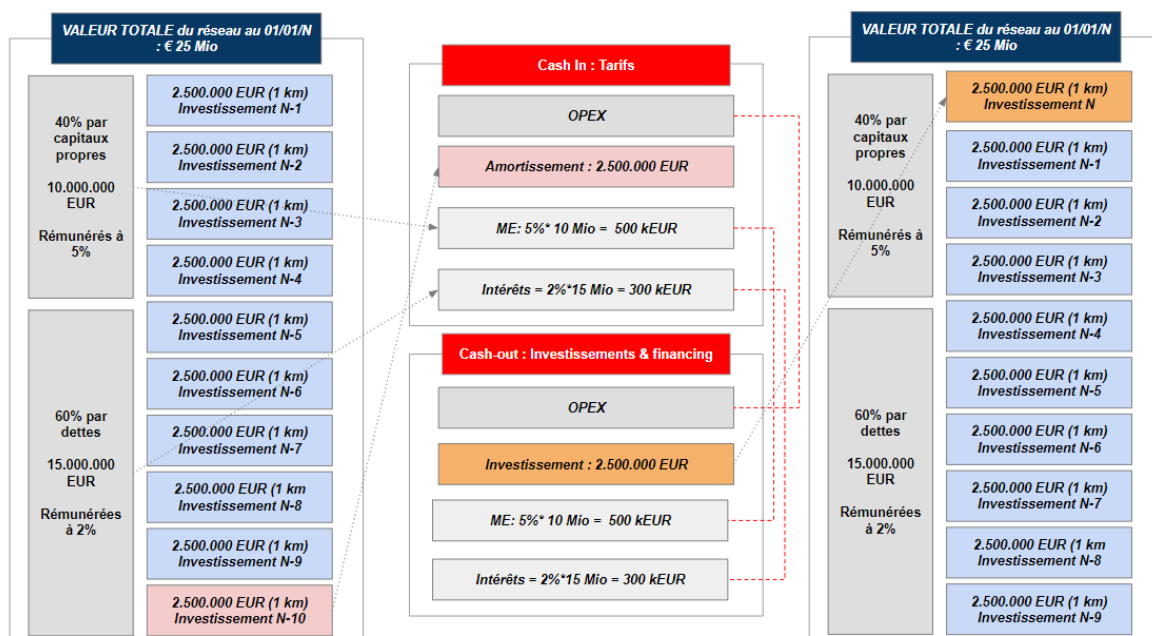 VALEUR TOTALE du réseau au 01/01/N
: € 25 Mio
40% par
capitaux
propres
10.000.000
EUR
Rémunérés à
5%
60% par
dettes
15.000.000
EUR
Rémunérées
à 2%
2.500.000 EUR (1 km)
Investissement N-1
2.500.000 EUR (1 km)
Investissement N-2
2.500.000 EUR (1 km)
Investissement N-3
2.500.000 EUR (1 km)
Investissement N-4
2.500.000 EUR (1 km)
Investissement N-5
2.500.000 EUR (1 km)
Investissement N-6
2.500.000 EUR (1 km)
Investissement N-7
2.500.000 EUR (1 km
Investissement N-8
2.500.000 EUR (1 km)
Investissement N-9
2.500.000 EUR (1 km)
Investissement N-10
Cash In : Tarifs
OPEX
Amortissement : 2.500.000 EUR
ME: 5%* 10 Mio = 500 kEUR
Intérêts = 2%*15 Mio = 300 kEUR
Cash-out : Investissements & financing
OPEX
Investissement : 2.500.000 EUR
ME: 5%* 10 Mio = 500 kEUR
Intérêts = 2%*15 Mio = 300 kEUR
VALEUR TOTALE du réseau au 01/01/N
: € 25 Mio
40% par
capitaux
propres
10.000.000
EUR
Rémunérés à
5%
60% par
dettes
15.000.000
EUR
Rémunérées
à 2%
2.500.000 EUR (1 km)
Investissement N
2.500.000 EUR (1 km)
Investissement N-1
2.500.000 EUR (1 km)
Investissement N-2
2.500.000 EUR (1 km)
Investissement N-3
2.500.000 EUR (1 km)
Investissement N-4
2.500.000 EUR (1 km)
Investissement N-5
2.500.000 EUR (1 km)
Investissement N-6
2.500.000 EUR (1 km)
Investissement N-7
2.500.000 EUR (1 km
Investissement N-8
2.500.000 EUR (1 km)
Investissement N-9